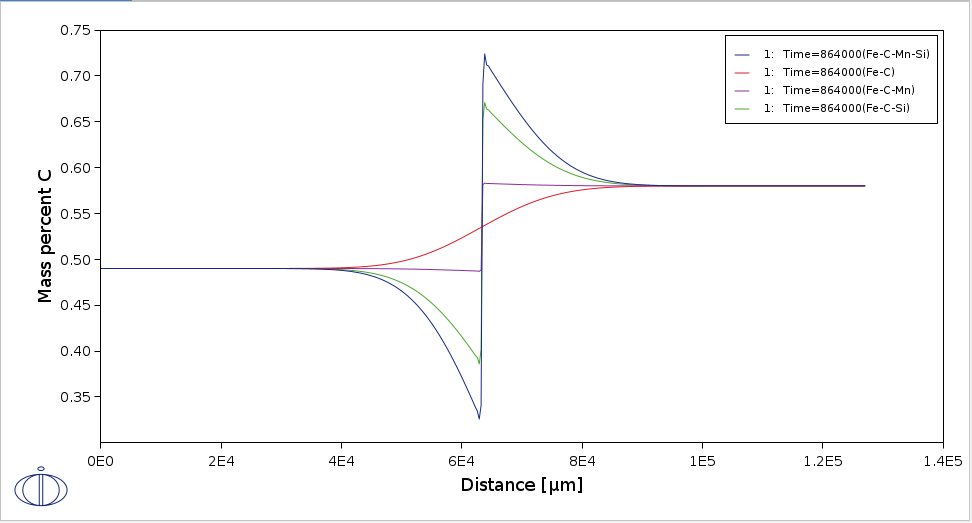 0.75
0.70
0.65
0.60
0.55
0.50
0.45
0.40
0.35
Mass percent C
1: Time=864000(Fe-C-Mn-Si)
1: Time=864000(Fe-C)
1: Time=864000(Fe-C-Mn)
1: Time=864000(Fe-C-Si)
0E0 2E4 4E4 6E4 8E4 1E5 1.2E5 1.4E5
Distance [μm]